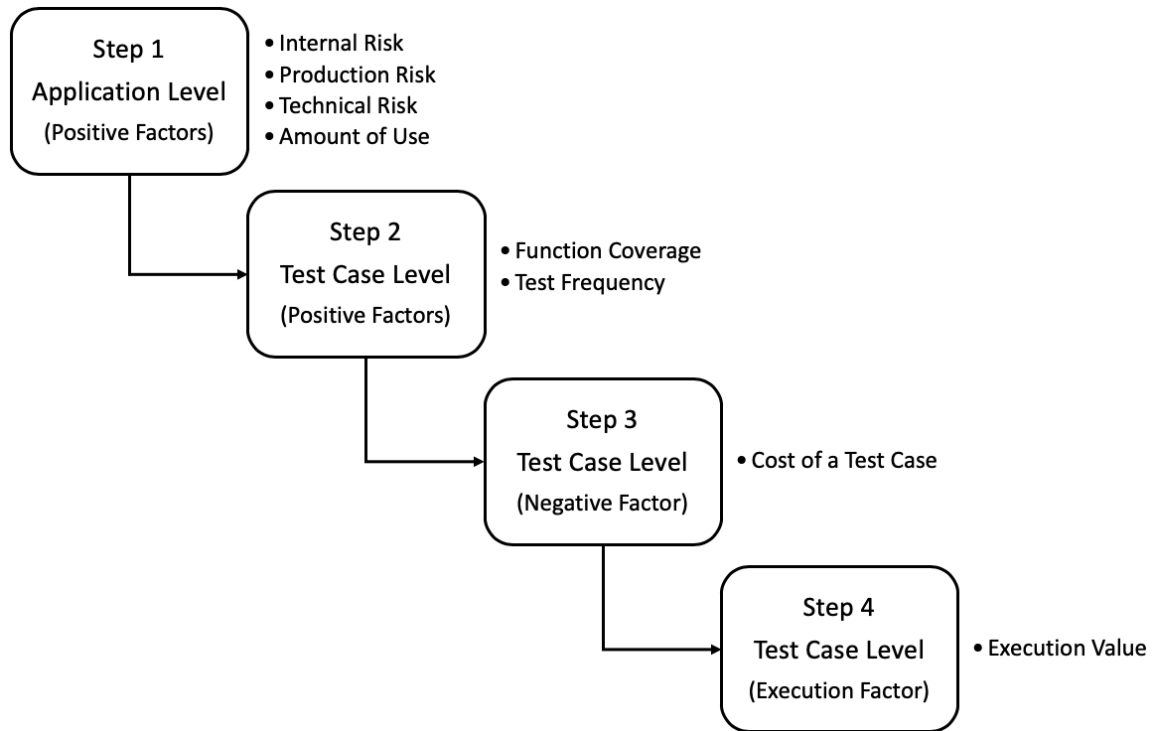 Step 1
Application Level
(Positive Factors)
• Internal Risk
• Production Risk
• Technical Risk
• Amount of Use
Step 2
Test Case Level
(Positive Factors)
• Function Coverage
• Test Frequency
Step 3
Test Case Level
(Negative Factor)
• Cost of a Test Case
Step 4
Test Case Level
(Execution Factor)
• Execution Value